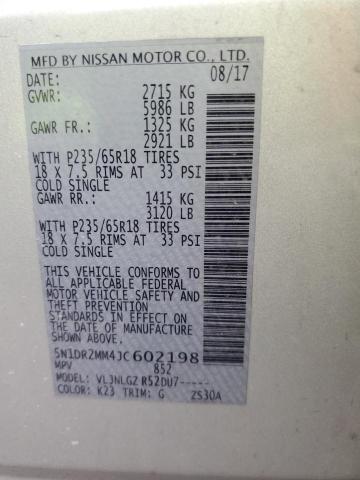 MFD BY NISSAN MOTOR CO., LTD.
DATE: 08/17
GVWR: 2715 KG
5986 LB
GAWR FR.: 1325 KG
2921 LB
WITH P235/65R18 TIRES
18 X 7.5 RIMS AT 33 PSI
COLD SINGLE
GAWR RR.: 1415 KG
3120 LB
WITH P235/65R18 TIRES
18 X 7.5 RIMS AT 33 PSI
COLD SINGLE
THIS VEHICLE CONFORMS TO
ALL APPLICABLE FEDERAL
MOTOR VEHICLE SAFETY
THEFT PREVENTION
STANDARDS IN EFFECT ON
THE DATE OF MANUFACTURE
SHOWN ABOVE.
5N1DR2MM4JC602198
MPV 852
MODEL: VLJNLGZ R52DU7-----
COLOR: K23 TRIM: G ZS30A